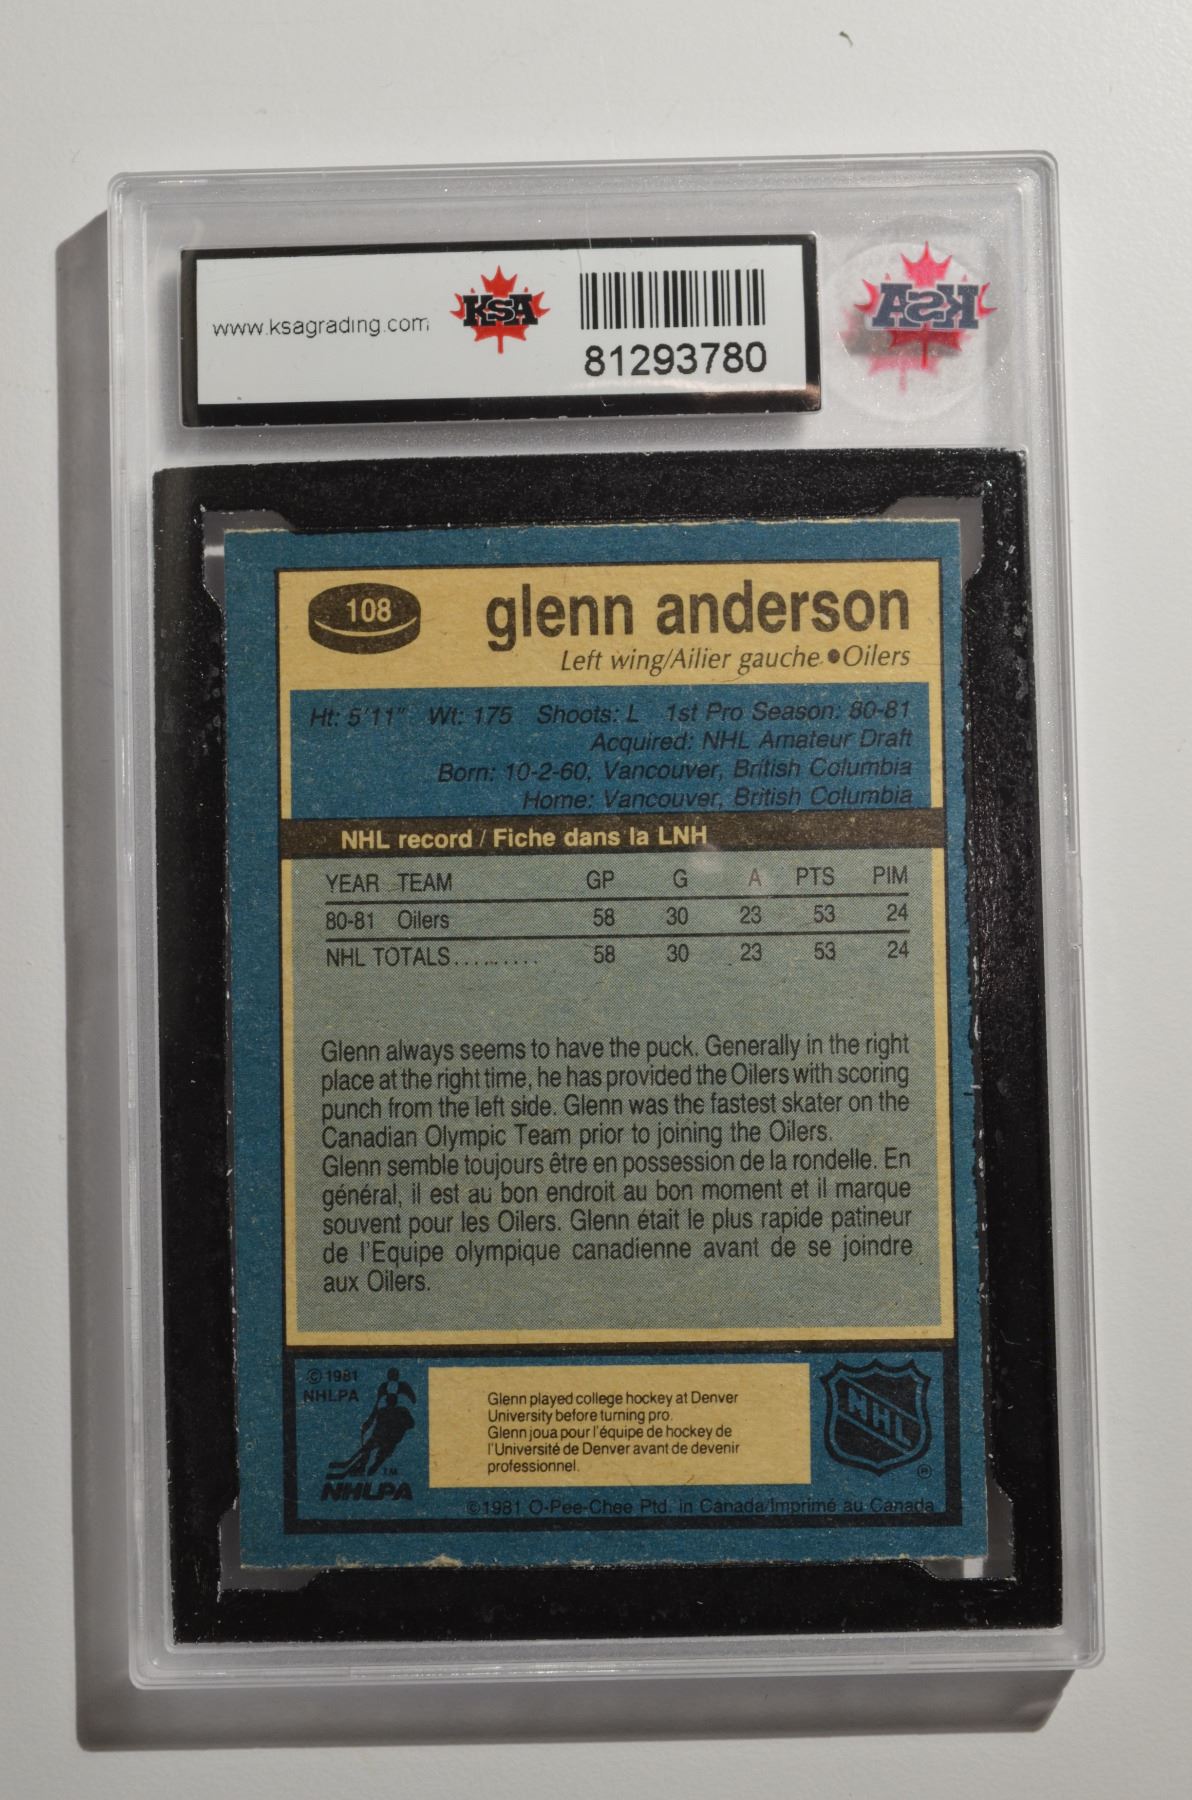 www.ksagrading.com
KSA
81293780
KSA
108
glenn anderson
Left wing/Ailier gauche ● Oilers
Ht: 5'11" Wt: 175 Shoots: L 1st Pro Season: 80-81
Acquired: NHL Amateur Draft
Born: 10-2-60, Vancouver, British Columbia
Home: Vancouver, British Columbia
NHL record / Fiche dans la LNH
YEAR TEAM GP G A PTS PIM
80-81 Oilers 58 30 23 53 24
NHL TOTALS......... 58 30 23 53 24
Glenn always seems to have the puck. Generally in the right
place at the right time, he has provided the Oilers with scoring
punch from the left side. Glenn was the fastest skater on the
Canadian Olympic Team prior to joining the Oilers.
Glenn semble toujours être en possession de la rondelle. En
général, il est au bon endroit au bon moment et il marque
souvent pour les Oilers. Glenn était le plus rapide patineur
de l'Equipe olympique canadienne avant de se joindre
aux Oilers.
© 1981
NHLPA
TM
NHLPA
Glenn played college hockey at Denver
University before turning pro.
Glenn joua pour l'équipe de hockey de
l'Université de Denver avant de devenir
professionnel.
NHL
®
© 1981 O-Pee-Chee Ptd. in Canada/Imprimé au Canada